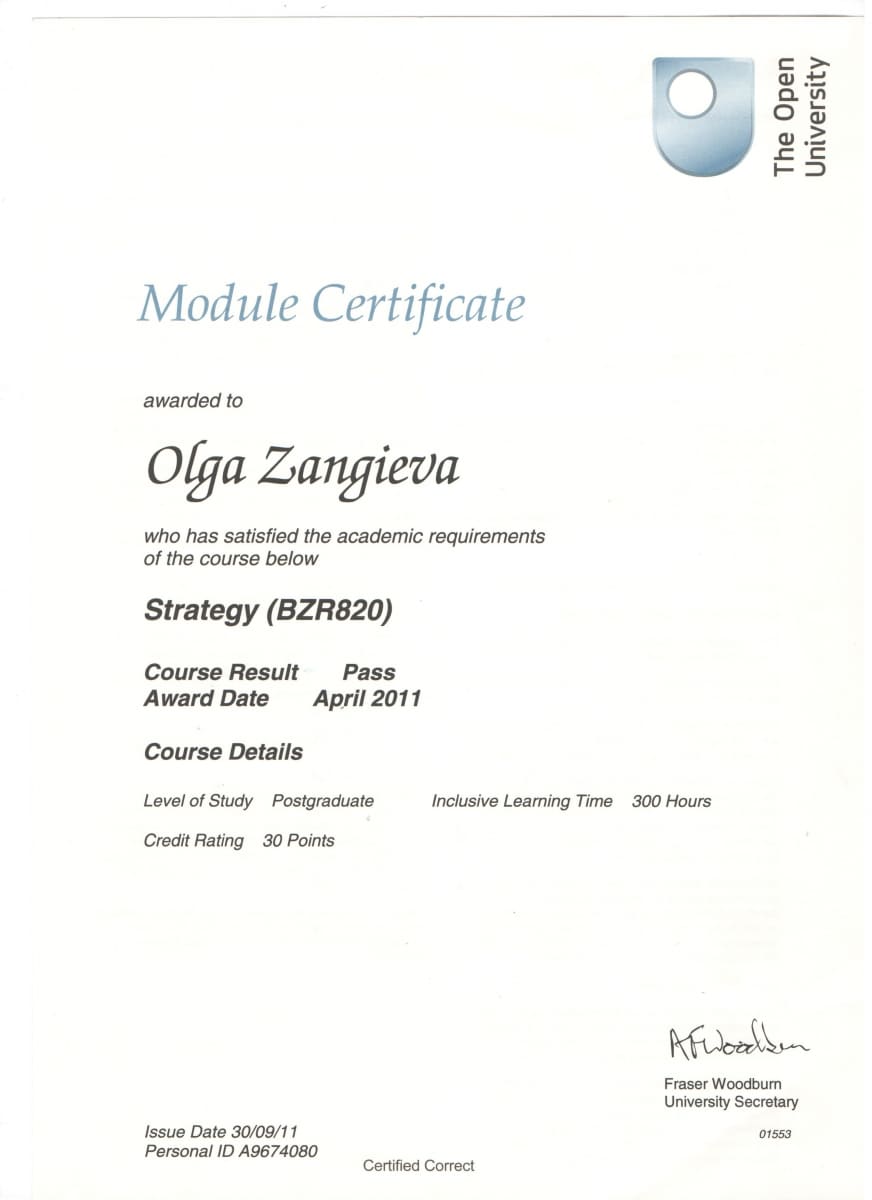 The Open
University
Module Certificate
awarded to
Olga Zangieva
who has satisfied the academic requirements
of the course below
Strategy (BZR820)
Course Result Pass
Award Date April 2011
Course Details
Level of Study Postgraduate Inclusive Learning Time 300 Hours
Credit Rating 30 Points
AFWoodburn
Fraser Woodburn
University Secretary
01553
Issue Date 30/09/11
Personal ID A9674080
Certified Correct